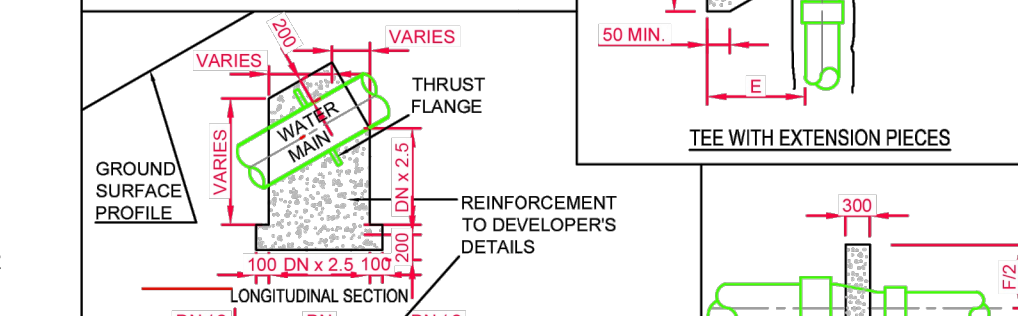 200
VARIES
VARIES
THRUST
FLANGE
WATER
MAIN
VARIES
DN x 2.5
GROUND
SURFACE
PROFILE
REINFORCEMENT
TO DEVELOPER'S
DETAILS
200
100 DN x 2.5 100
LONGITUDINAL SECTION
DN
50 MIN.
E
TEE WITH EXTENSION PIECES
300
F/2